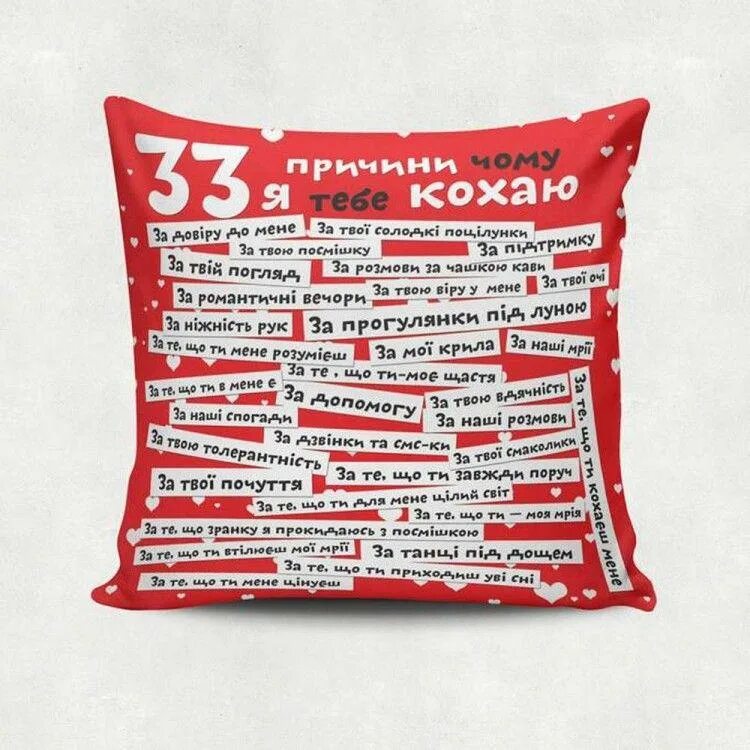 33 причини чому
я тебе кохаю
За довіру до мене
За твої солодкі поцілунки
За твою посмішку
За підтримку
За твій погляд
За розмови за чашкою кави
За твої очі
За романтичні вечори
За твою віру у мене
За ніжність рук
За прогулянки під луною
За те, що ти мене розумієш
За мої крила
За наші мрії
За те , що ти-моє щастя
За те, що ти в мене є
За допомогу
За твою вдячність
За наші спогади
За наші розмови
За те, що ти кохаєш мене
За твою толерантність
За дзвінки та смс-ки
За твої смаколики
За твої почуття
За те, що ти завжди поруч
За те, що ти для мене цілий світ
За те, що ти — моя мрія
За те, що зранку я прокидаюсь з посмішкою
За те, що ти втілюєш мої мрії
За танці під дощем
За те, що ти приходиш уві сні
За те, що ти мене цінуєш